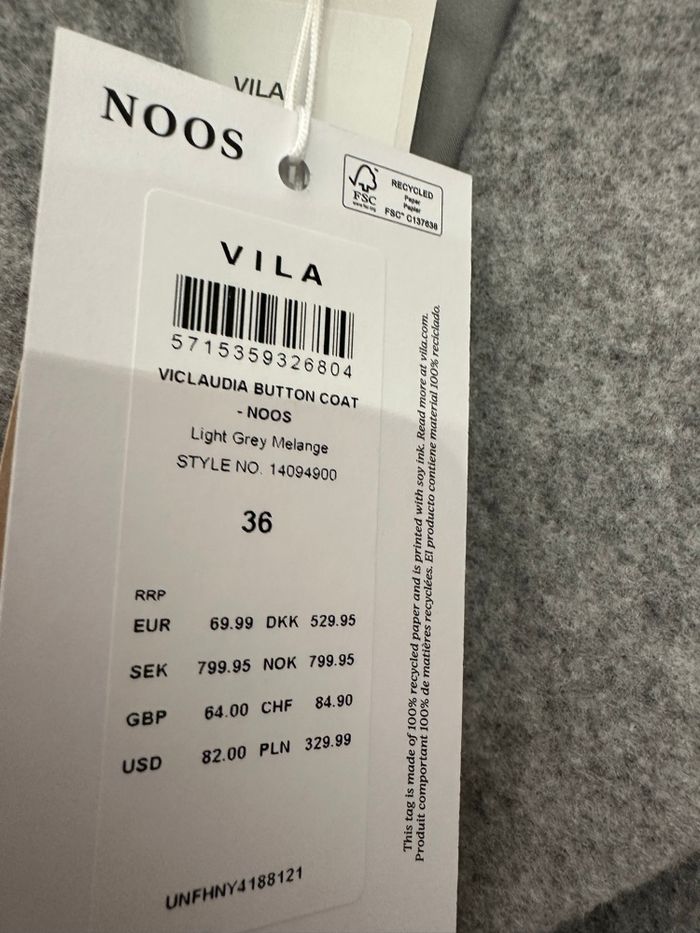 VILA
NOOS
FSC
RECYCLED
Paper
Papier
FSC® C137638
VILA
5715359326804
VICLAUDIA BUTTON COAT
- NOOS
Light Grey Melange
STYLE NO. 14094900
36
RRP
EUR 69.99 DKK 529.95
SEK 799.95 NOK 799.95
GBP 64.00 CHF 84.90
USD 82.00 PLN 329.99
UNFHNY4188121
This tag is made of 100% recycled paper and is printed with soy ink. Read more at vila.com.
Produit comportant 100% de matières recyclées. El producto contiene material 100% reciclado.